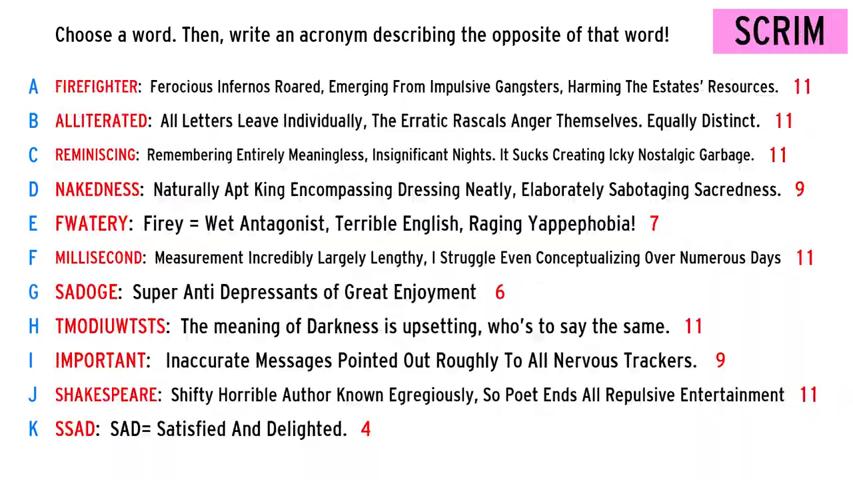 Choose a word. Then, write an acronym describing the opposite of that word!
SCRIM
A FIREFIGHTER: Ferocious Infernos Roared, Emerging From Impulsive Gangsters, Harming The Estates' Resources. 11
B ALLITERATED: All Letters Leave Individually, The Erratic Rascals Anger Themselves. Equally Distinct. 11
C REMINISCING: Remembering Entirely Meaningless, Insignificant Nights. It Sucks Creating Icky Nostalgic Garbage. 11
D NAKEDNESS: Naturally Apt King Encompassing Dressing Neatly, Elaborately Sabotaging Sacredness. 9
E FWATERY: Firey = Wet Antagonist, Terrible English, Raging Yappephobia! 7
F MILLISECOND: Measurement Incredibly Largely Lengthy, I Struggle Even Conceptualizing Over Numerous Days 11
G SADOGE: Super Anti Depressants of Great Enjoyment 6
H TMODIUWTSTS: The meaning of Darkness is upsetting, who's to say the same. 11
I IMPORTANT: Inaccurate Messages Pointed Out Roughly To All Nervous Trackers. 9
J SHAKESPEARE: Shifty Horrible Author Known Egregiously, So Poet Ends All Repulsive Entertainment 11
K SSAD: SAD= Satisfied And Delighted. 4